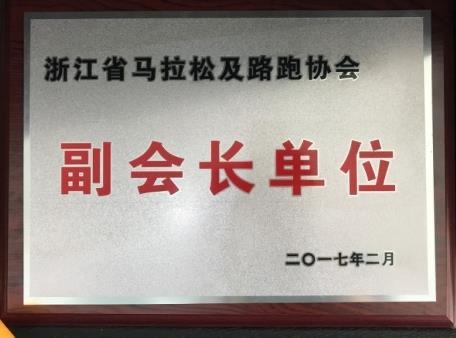 浙江省马拉松及路跑协会
副会长单位
二〇一七年二月